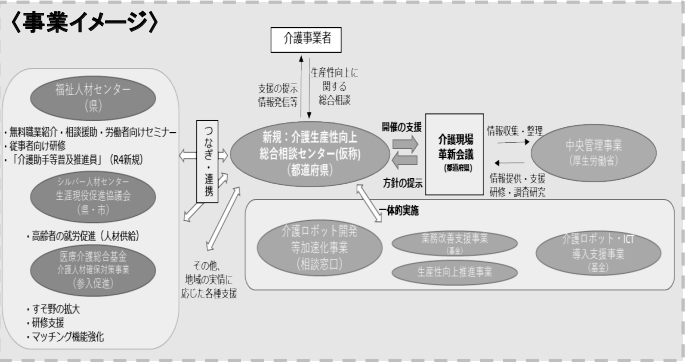 〈事業イメージ〉
介護事業者
支援の提示
情報発信等
生産性向上に
関する
総合相談
福祉人材センター
（県）
・無料職業紹介・相談援助・労働者向けセミナー
・従事者向け研修
・「介護助手等普及推進員」（R4新規）
シルバー人材センター
生涯現役促進協議会
（県・市）
・高齢者の就労促進（人材供給）
医療介護総合基金
介護人材確保対策事業
（参入促進）
・すそ野の拡大
・研修支援
・マッチング機能強化
つなぎ・連携
新規：介護生産性向上
総合相談センター(仮称)
(都道府県)
開催の支援
方針の提示
介護現場
革新会議
(都道府県)
情報収集・整理
情報提供・支援
研修・調査研究
中央管理事業
（厚生労働省）
一体的実施
介護ロボット開発
等加速化事業
（相談窓口）
業務改善支援事業
（基金）
生産性向上推進事業
介護ロボット・ICT
導入支援事業
（基金）
その他、
地域の実情に
応じた各種支援